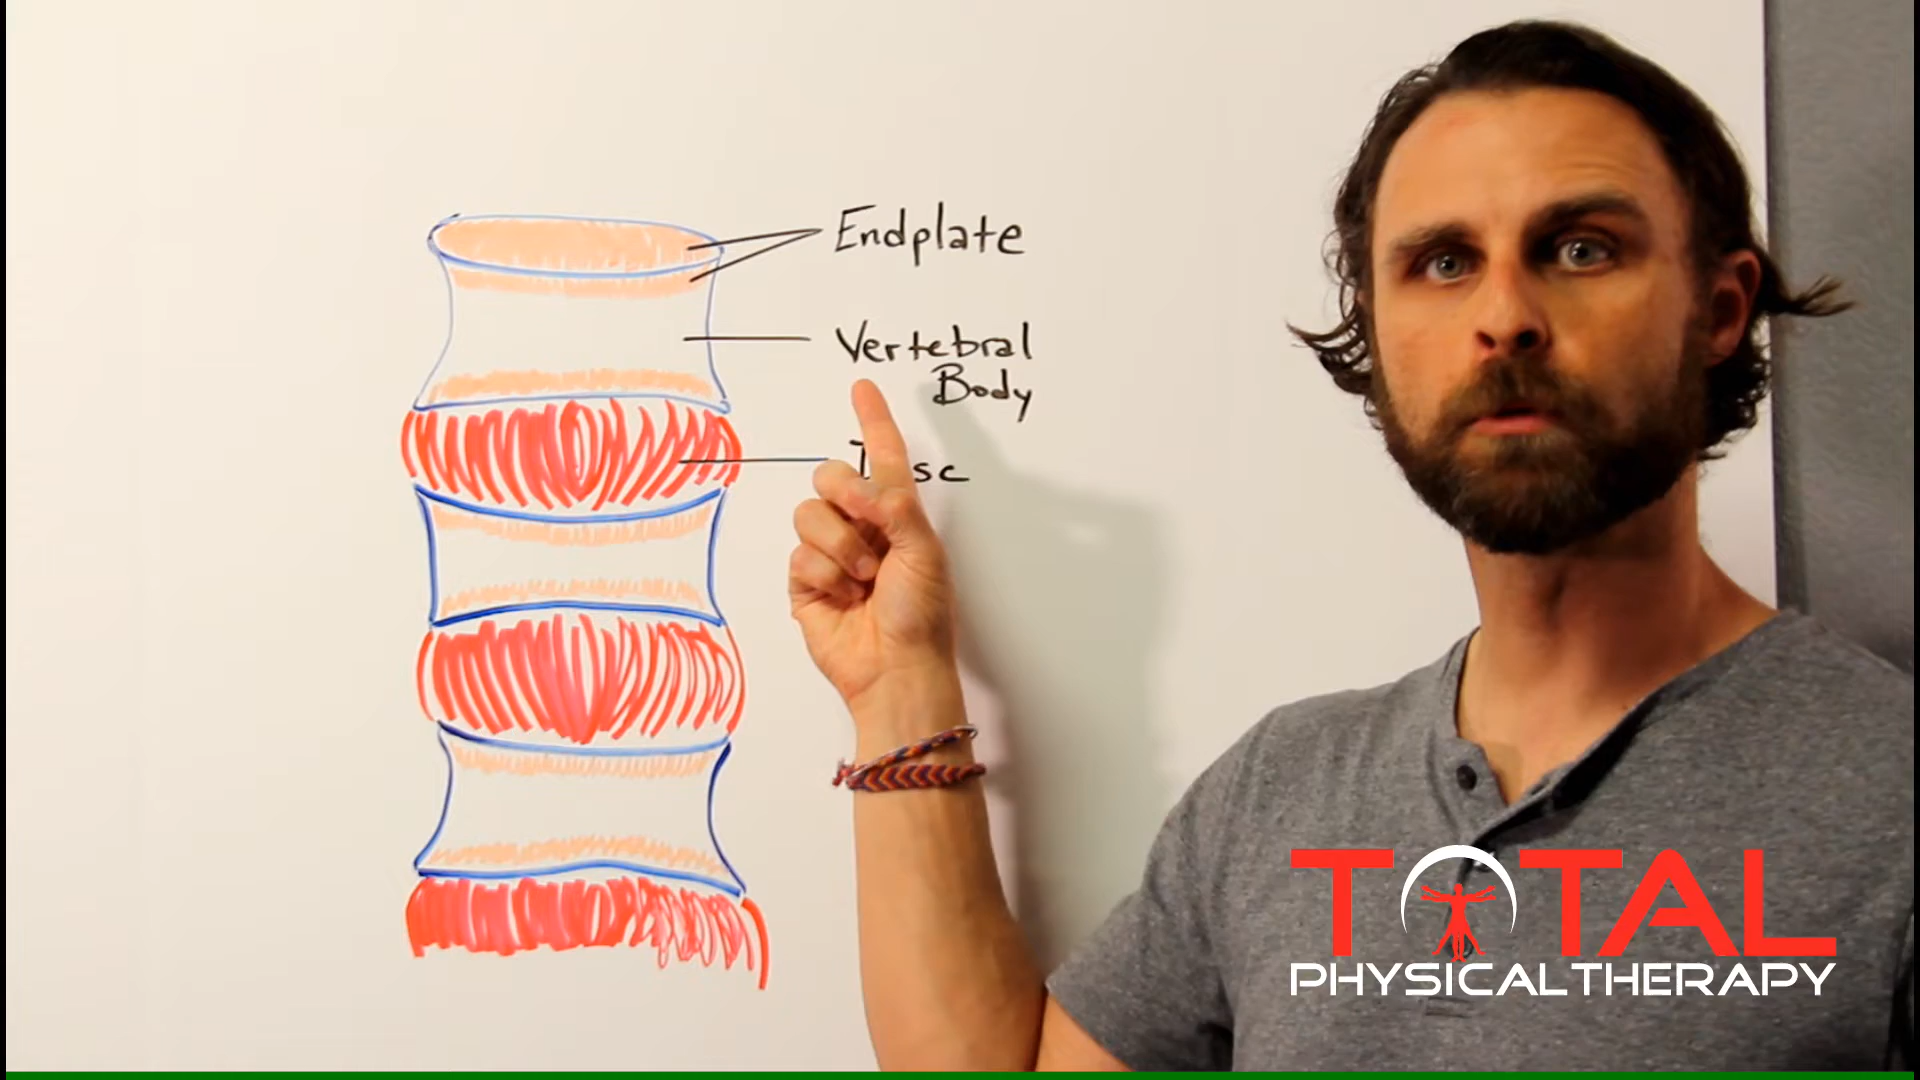 Endplate
Vertebral
Body
TOTAL
PHYSICALTHERAPY